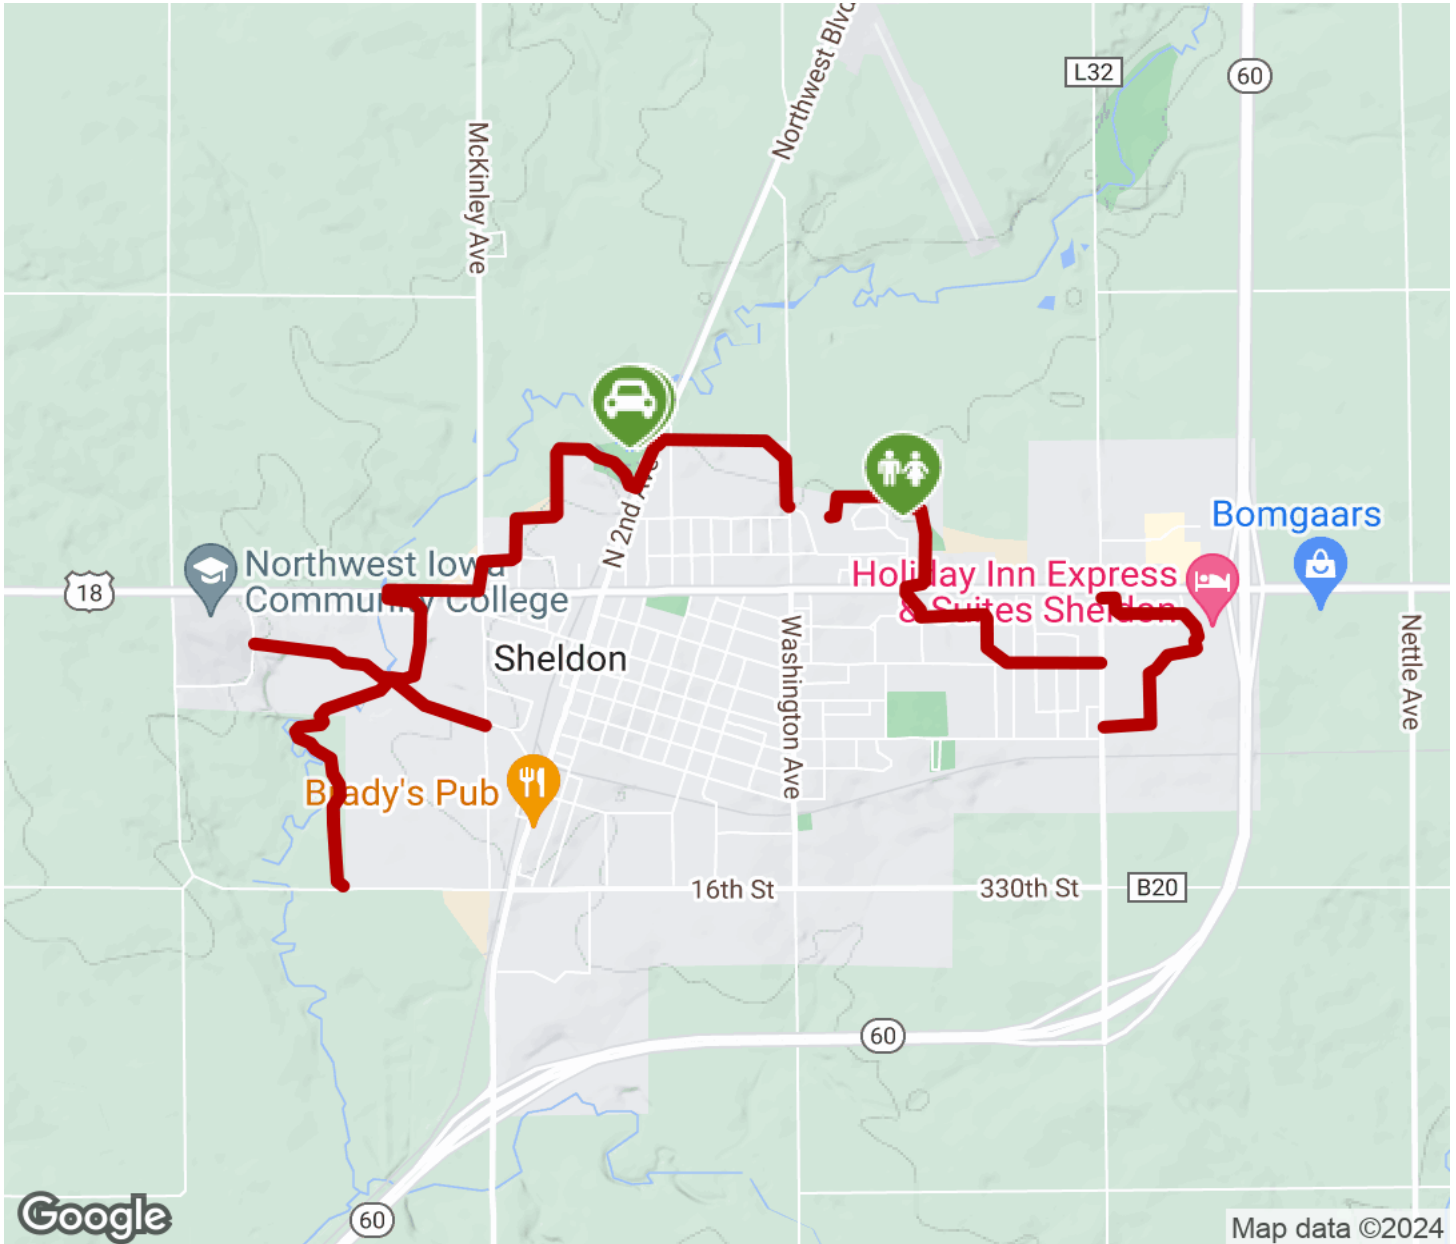 Northwest Blvd
L32
60
McKinley Ave
N 2nd Ave
Bomgaars
Northwest Iowa
Community College
18
Holiday Inn Express
& Suites Sheldon
Sheldon
Washington Ave
Nettle Ave
Brady's Pub
16th St
330th St
B20
60
60
Google
Map data ©2024